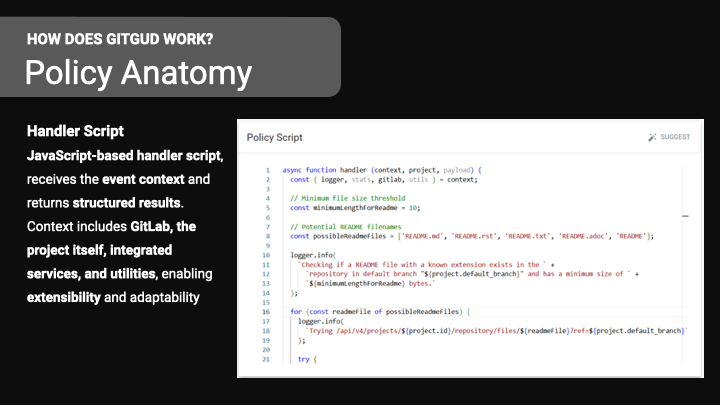 HOW DOES GITGUD WORK?
Policy Anatomy
Handler Script
JavaScript-based handler script,
receives the event context and
returns structured results.
Context includes GitLab, the
project itself, integrated
services, and utilities, enabling
extensibility and adaptability
Policy Script
SUGGEST
1 async function handler (context, project, payload) {
2 const { logger, stats, gitlab, utils } = context;
3
4 // Minimum file size threshold
5 const minimumLengthForReadme = 10;
6
7 // Potential README filenames
8 const possibleReadmeFiles = ['README.md', 'README.rst', 'README.txt', 'README.adoc', 'README'];
9
10 logger.info(
11 `Checking if a README file with a known extension exists in the ` +
12 `repository in default branch "${project.default_branch}" and has a minimum size of ` +
13 `${minimumLengthForReadme} bytes.`
14 );
15
16 for (const readmeFile of possibleReadmeFiles) {
17 logger.info(
18 `Trying /api/v4/projects/${project.id}/repository/files/${readmeFile}?ref=${project.default_branch}`
19 );
20
21 try {